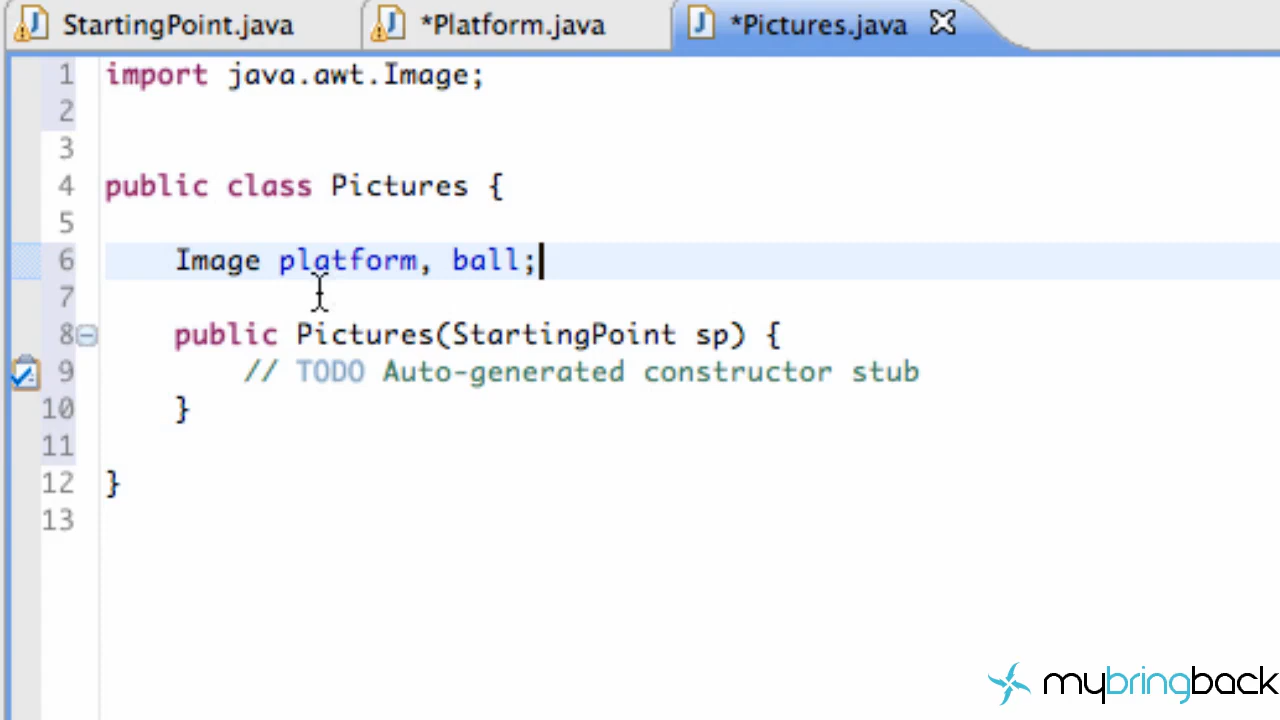 StartingPoint.java *Platform.java *Pictures.java
1 import java.awt.Image;
2
3
4 public class Pictures {
5
6 Image platform, ball;
7
8 public Pictures(StartingPoint sp) {
9 // TODO Auto-generated constructor stub
10 }
11
12 }
13
mybringback